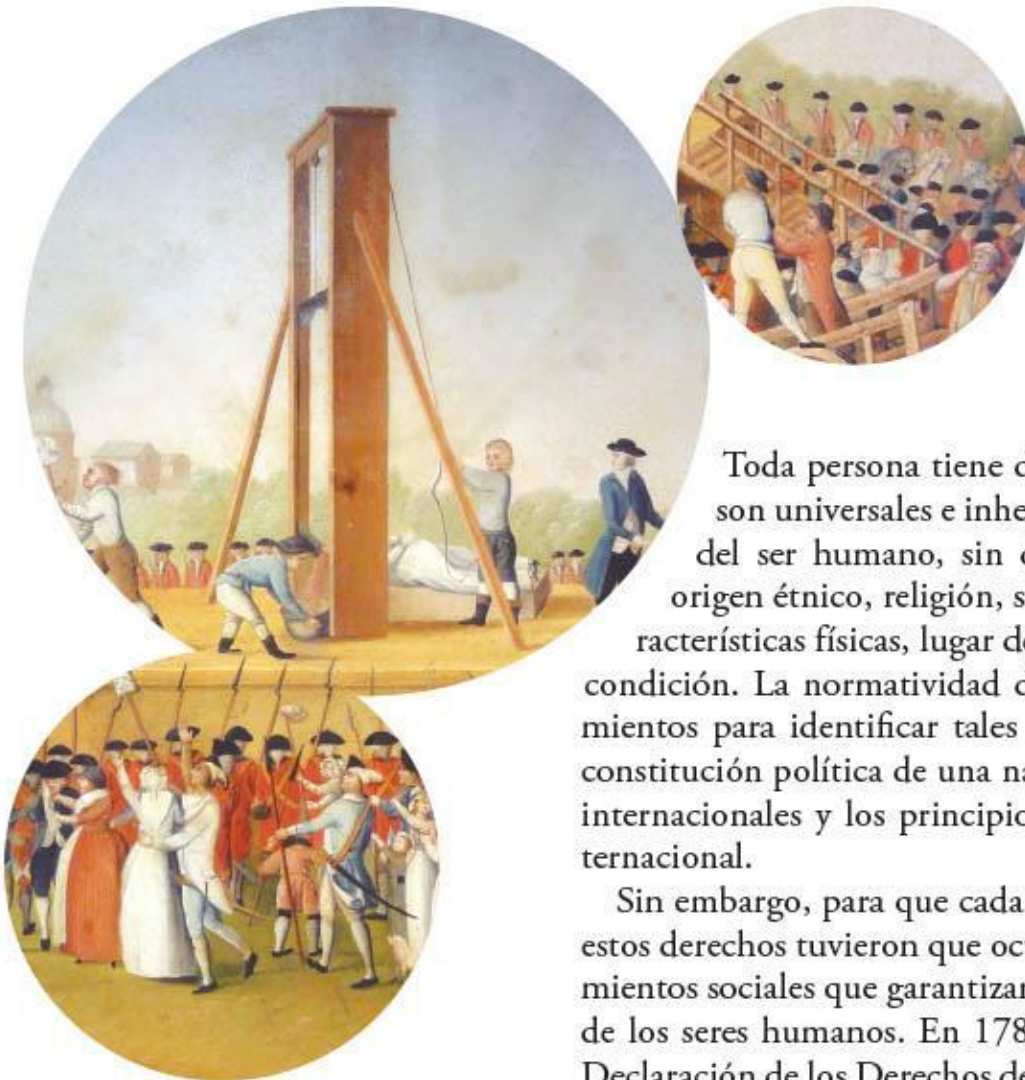 Toda persona tiene
son universales e inhe
del ser humano, sin
origen étnico, religión, s
racterísticas físicas, lugar de
condición. La normatividad
mientos para identificar tales
constitución política de una na
internacionales y los principio
ternacional.
Sin embargo, para que cada
estos derechos tuvieron que oc
mientos sociales que garantizar
de los seres humanos. En 178
Declaración de los Derechos de